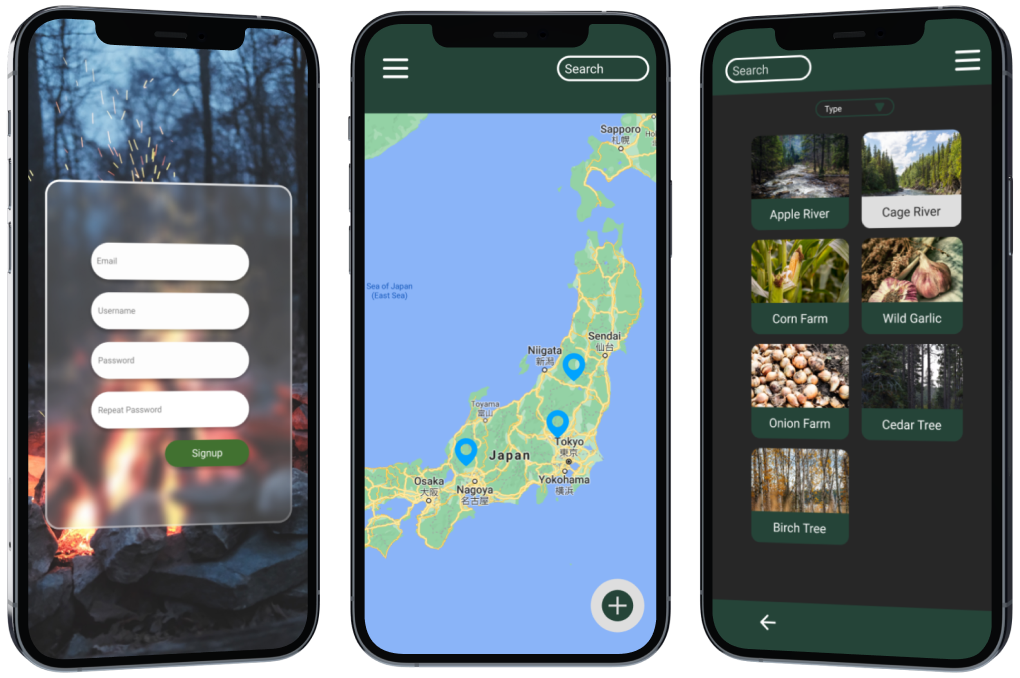 Email
Username
Password
Repeat Password
Signup
Search
Sapporo
札幌
Ho
Sea of Japan
(East Sea)
Sendai
仙台
Niigata
新潟
Toyama
富山
Japan
Tokyo
東京
Osaka
大阪
Nagoya
名古屋
Yokohama
横浜
Search
Type
Apple River
Cage River
Corn Farm
Wild Garlic
Onion Farm
Cedar Tree
Birch Tree